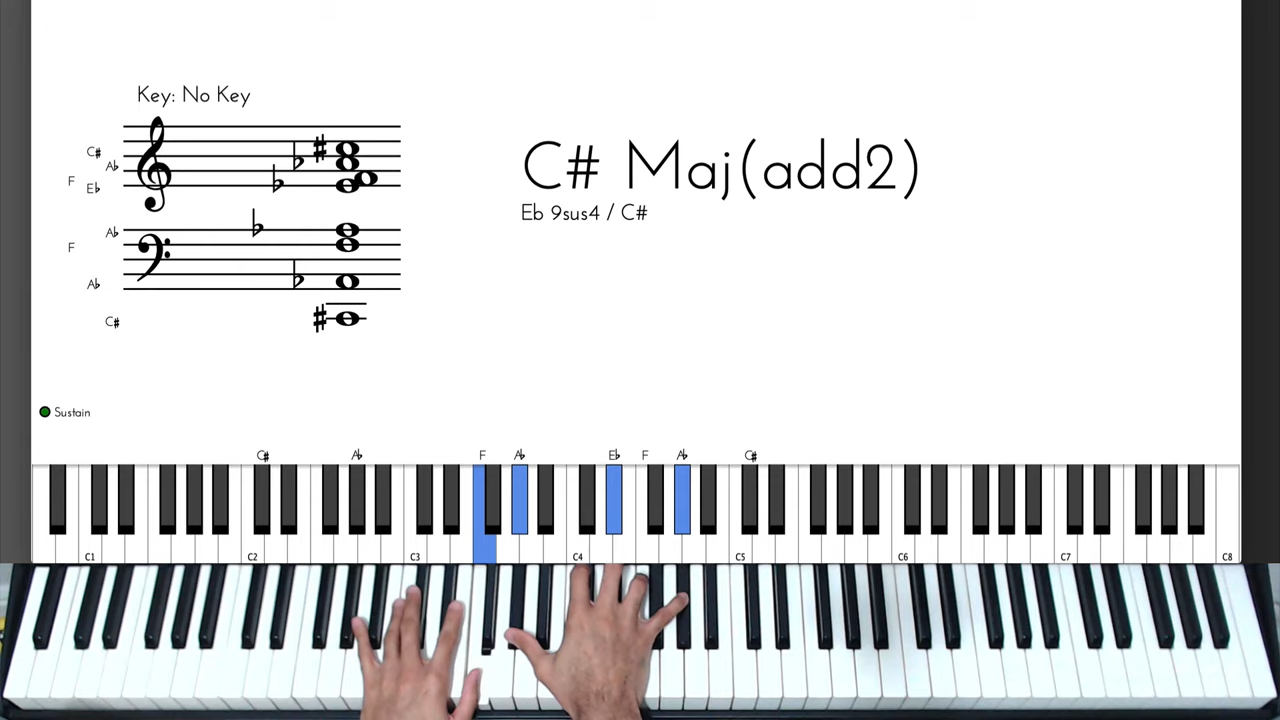 Key: No Key
C# Maj(add2)
Eb 9sus4 / C#
C#
Ab
F
Eb
Ab
F
Ab
C#
Sustain
C# Ab F Ab Eb F Ab C#
C1 C2 C3 C4 C5 C6 C7 C8